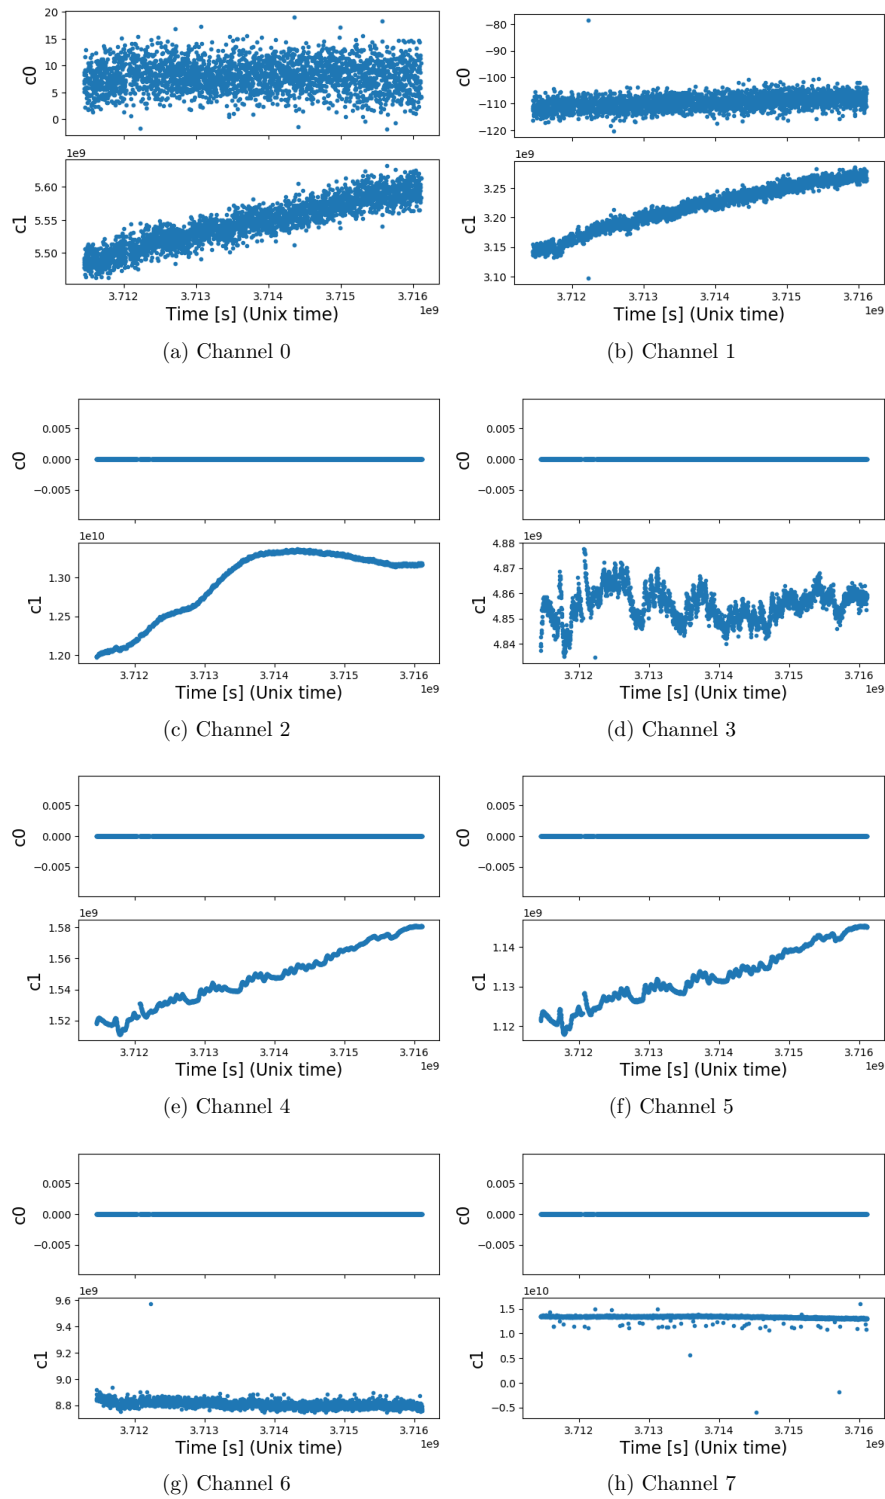 20
15
10
5
0
c0
1e9
5.60
5.55
5.50
c1
3.712 3.713 3.714 3.715 3.716
Time [s] (Unix time)
1e9
(a) Channel 0
−80
−90
−100
−110
−120
c0
1e9
3.25
3.20
3.15
3.10
c1
3.712 3.713 3.714 3.715 3.716
Time [s] (Unix time)
1e9
(b) Channel 1
0.005
0.000
−0.005
c0
1e10
1.30
1.25
1.20
c1
3.712 3.713 3.714 3.715 3.716
Time [s] (Unix time)
1e9
(c) Channel 2
0.005
0.000
−0.005
c0
1e9
4.88
4.87
4.86
4.85
4.84
c1
3.712 3.713 3.714 3.715 3.716
Time [s] (Unix time)
1e9
(d) Channel 3
0.005
0.000
−0.005
c0
1e9
1.58
1.56
1.54
1.52
c1
3.712 3.713 3.714 3.715 3.716
Time [s] (Unix time)
1e9
(e) Channel 4
0.005
0.000
−0.005
c0
1e9
1.14
1.13
1.12
c1
3.712 3.713 3.714 3.715 3.716
Time [s] (Unix time)
1e9
(f) Channel 5
0.005
0.000
−0.005
c0
1e9
9.6
9.4
9.2
9.0
8.8
c1
3.712 3.713 3.714 3.715 3.716
Time [s] (Unix time)
1e9
(g) Channel 6
0.005
0.000
−0.005
c0
1e10
1.5
1.0
0.5
0.0
−0.5
c1
3.712 3.713 3.714 3.715 3.716
Time [s] (Unix time)
1e9
(h) Channel 7